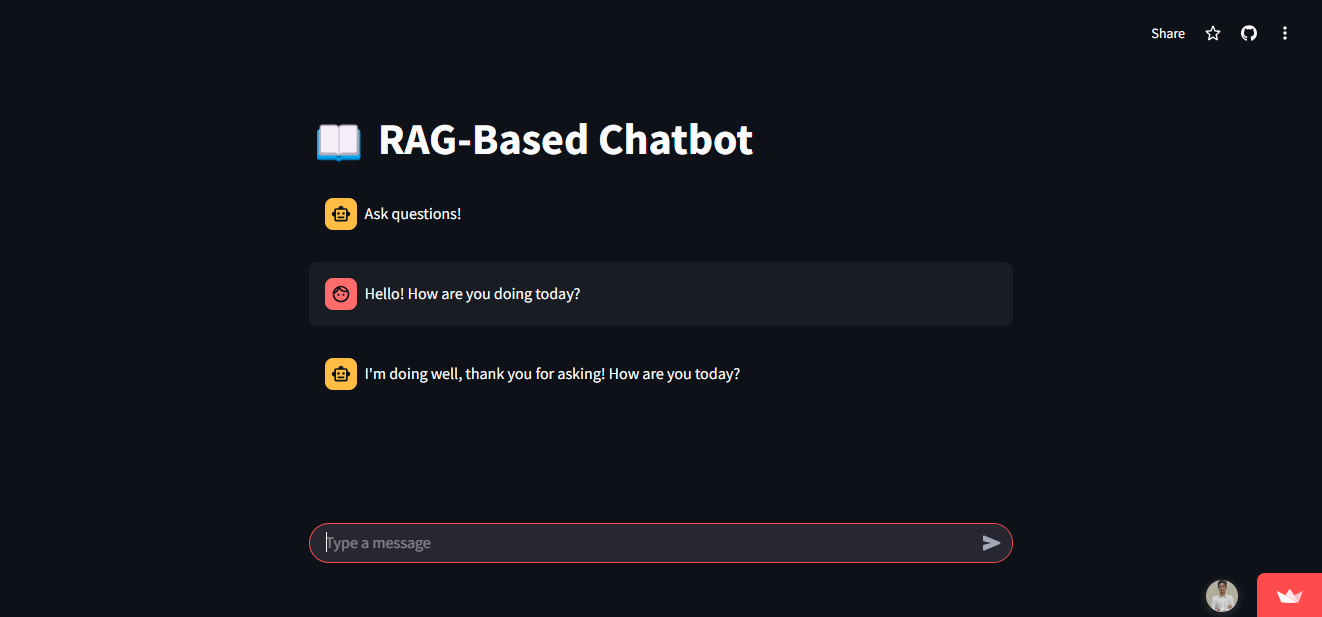 Share
RAG-Based Chatbot
Ask questions!
Hello! How are you doing today?
I'm doing well, thank you for asking! How are you today?
Type a message